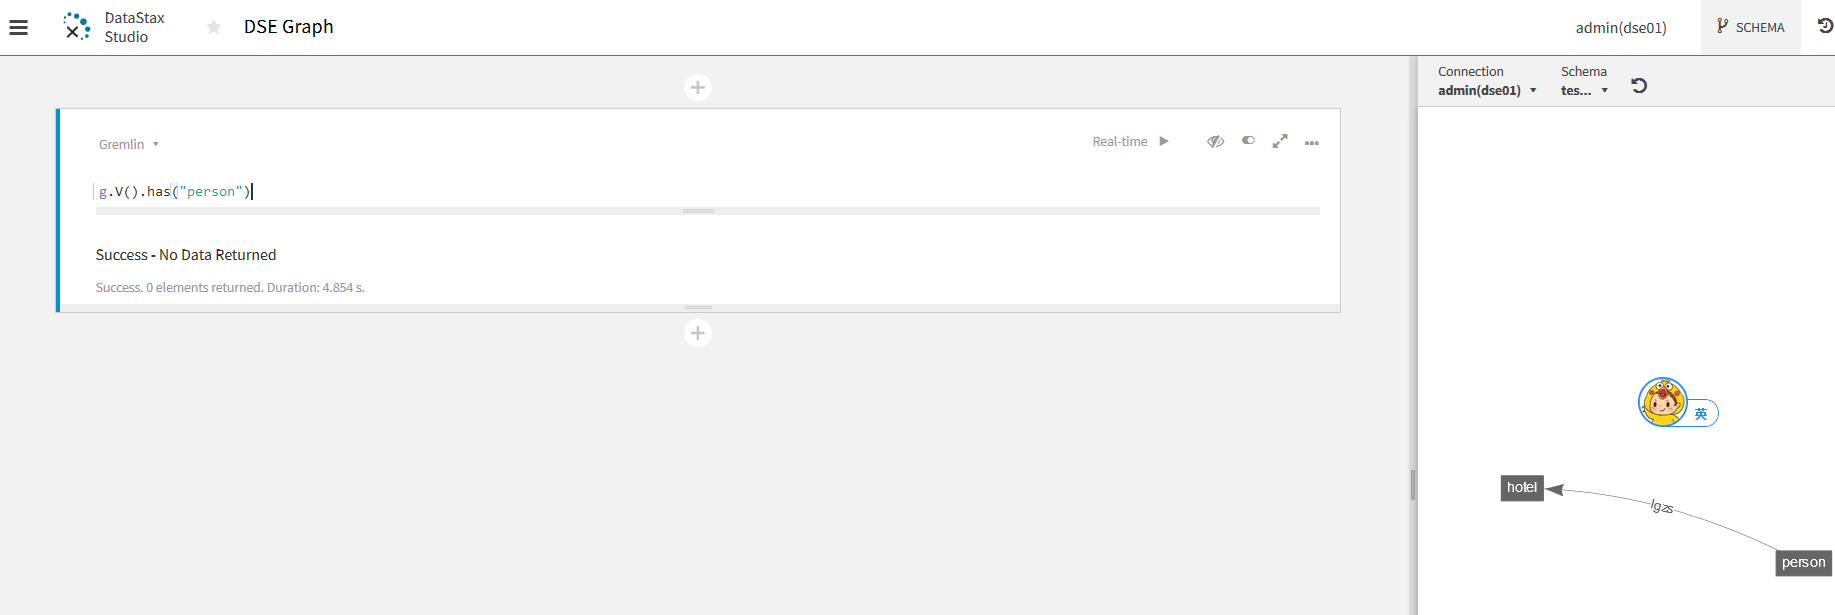 DataStax
Studio
DSE Graph
admin(dse01)
SCHEMA
Connection
admin(dse01)
Schema
tes...
Gremlin
Real-time
g.V().has("person")
Success - No Data Returned
Success. 0 elements returned. Duration: 4.854 s.
英
hotel
lgzs
person